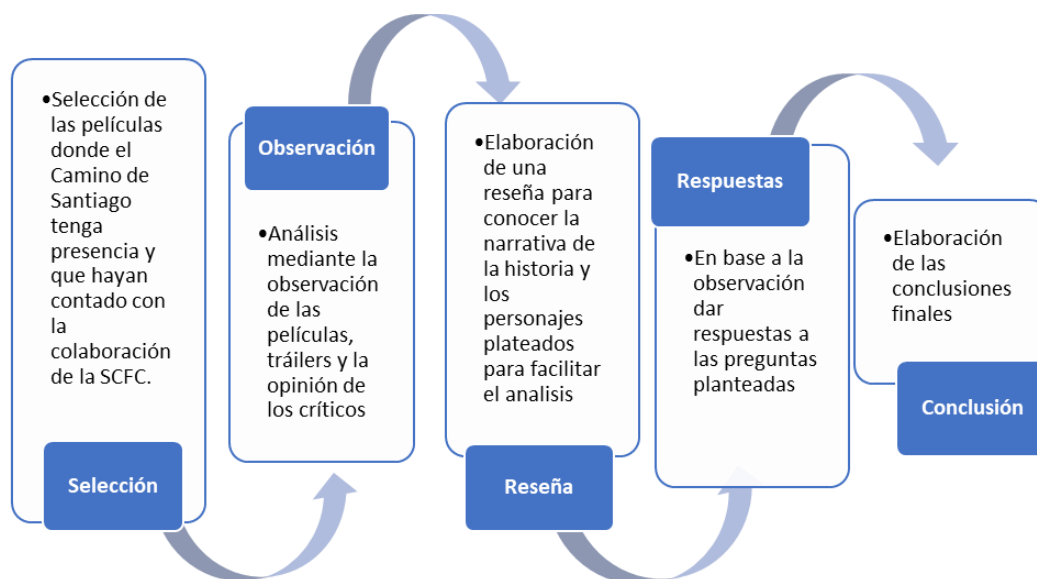 •Selección de
las películas
donde el
Camino de
Santiago
tenga
presencia y
que hayan
contado con
la
colaboración
de la SCFC.
Selección
Observación
•Análisis
mediante la
observación
de las
películas,
tráilers y la
opinión de
los críticos
•Elaboración
de una
reseña para
conocer la
narrativa de
la historia y
los
personajes
plateados
para facilitar
el analisis
Reseña
Respuestas
•En base a la
observación
dar
respuestas a
las preguntas
planteadas
•Elaboración
de las
conclusiones
finales
Conclusión